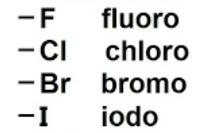 –F fluoro
–Cl chloro
–Br bromo
–I iodo